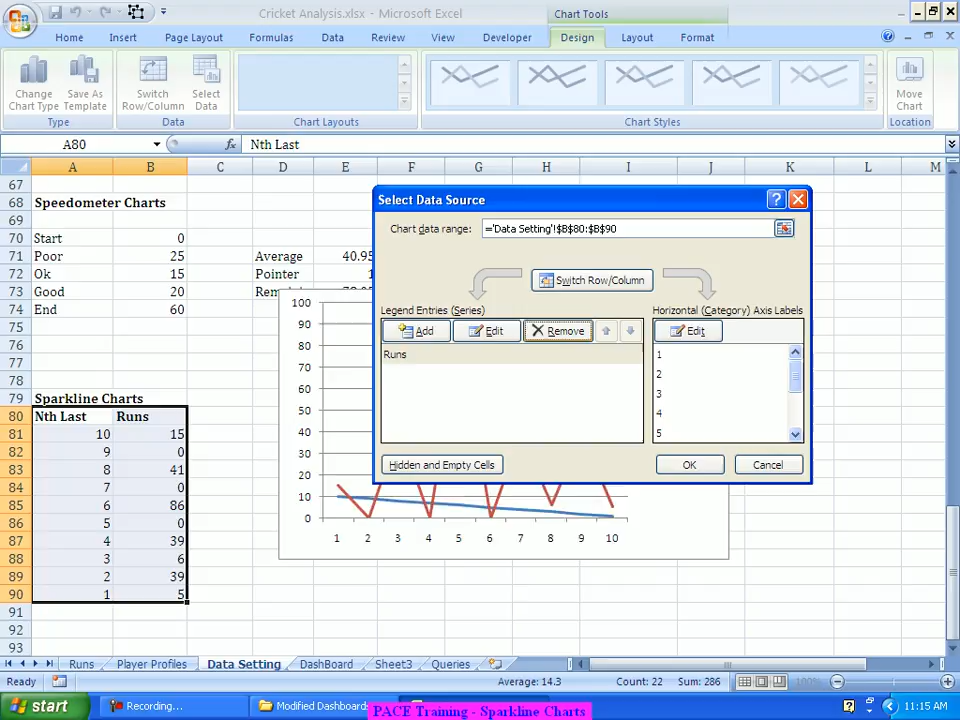 Cricket Analysis.xlsx - Microsoft Excel
Chart Tools
Home Insert Page Layout Formulas Data Review View Developer Design Layout Format
Change Chart Type
Save As Template
Switch Row/Column
Select Data
Move Chart
Type Data Chart Layouts Chart Styles Location
A80 fx Nth Last
A B C D E F G H I J K L M
67
68 Speedometer Charts
69
70 Start 0
71 Poor 25 Average 40.95
72 Ok 15 Pointer 1
73 Good 20
74 End 60
75
76
77
78
79 Sparkline Charts
80 Nth Last Runs
81 10 15
82 9 0
83 8 41
84 7 0
85 6 86
86 5 0
87 4 39
88 3 6
89 2 39
90 1 5
91
92
93
100
90
80
70
60
50
40
30
20
10
0
1 2 3 4 5 6 7 8 9 10
Select Data Source
?
Chart data range: ='Data Setting'!$B$80:$B$90
Switch Row/Column
Legend Entries (Series)
Add Edit Remove
Runs
Horizontal (Category) Axis Labels
Edit
1
2
3
4
5
Hidden and Empty Cells OK Cancel
Runs Player Profiles Data Setting DashBoard Sheet3 Queries
Ready Average: 14.3 Count: 22 Sum: 286 100%
start Recording... Modified Dashboard
PACE Training - Sparkline Charts
11:15 AM